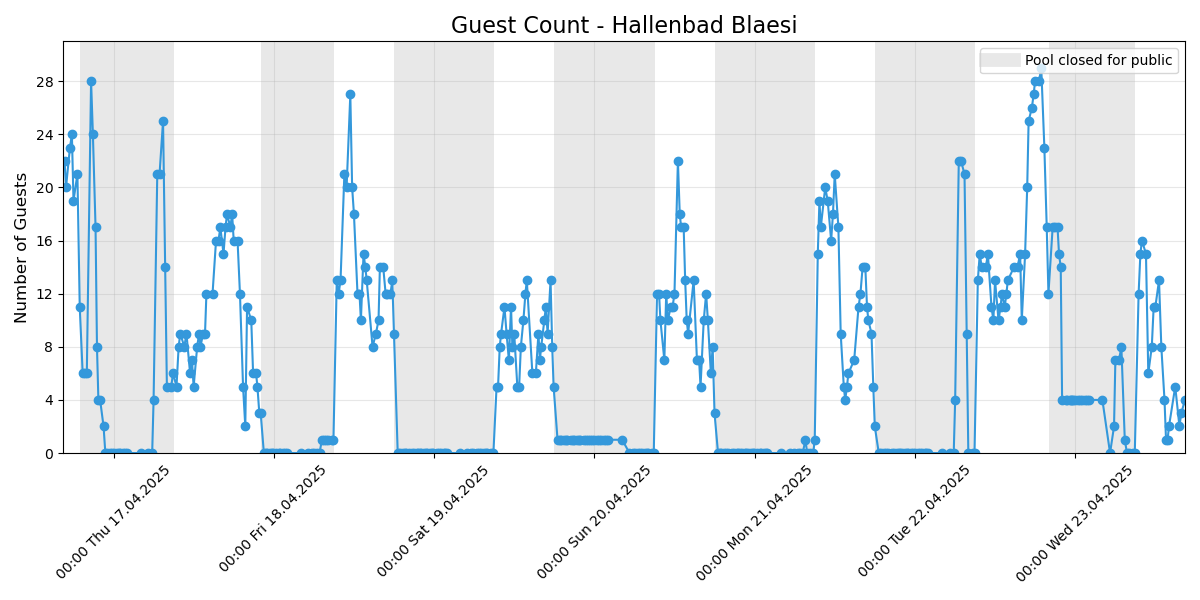 Guest Count - Hallenbad Blaesi
Pool closed for public
Number of Guests
28
24
20
16
12
8
4
0
00:00 Thu 17.04.2025
00:00 Fri 18.04.2025
00:00 Sat 19.04.2025
00:00 Sun 20.04.2025
00:00 Mon 21.04.2025
00:00 Tue 22.04.2025
00:00 Wed 23.04.2025